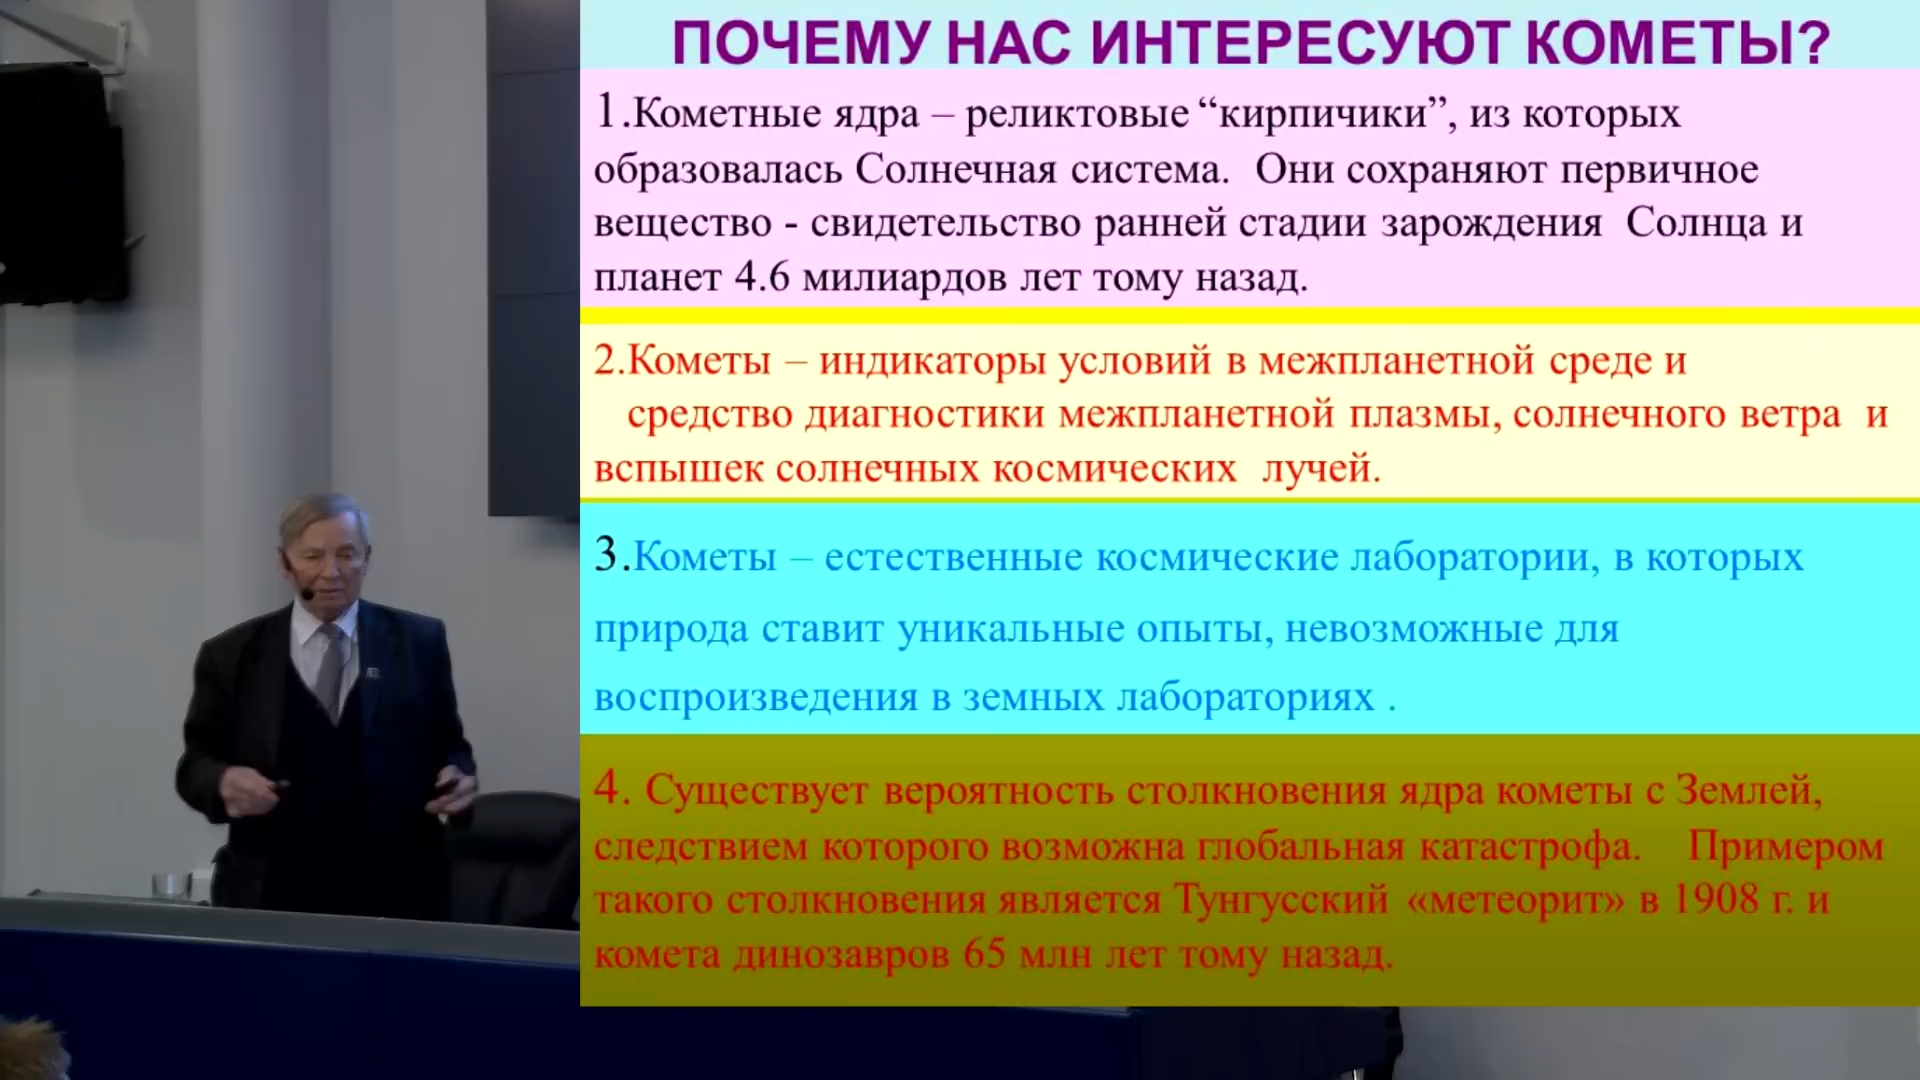 ПОЧЕМУ НАС ИНТЕРЕСУЮТ КОМЕТЫ?
1.Кометные ядра – реликтовые “кирпичики”, из которых
образовалась Солнечная система. Они сохраняют первичное
вещество - свидетельство ранней стадии зарождения Солнца и
планет 4.6 милиардов лет тому назад.
2.Кометы – индикаторы условий в межпланетной среде и
средство диагностики межпланетной плазмы, солнечного ветра и
вспышек солнечных космических лучей.
3.Кометы – естественные космические лаборатории, в которых
природа ставит уникальные опыты, невозможные для
воспроизведения в земных лабораториях .
4. Существует вероятность столкновения ядра кометы с Землей,
следствием которого возможна глобальная катастрофа. Примером
такого столкновения является Тунгусский «метеорит» в 1908 г. и
комета динозавров 65 млн лет тому назад.